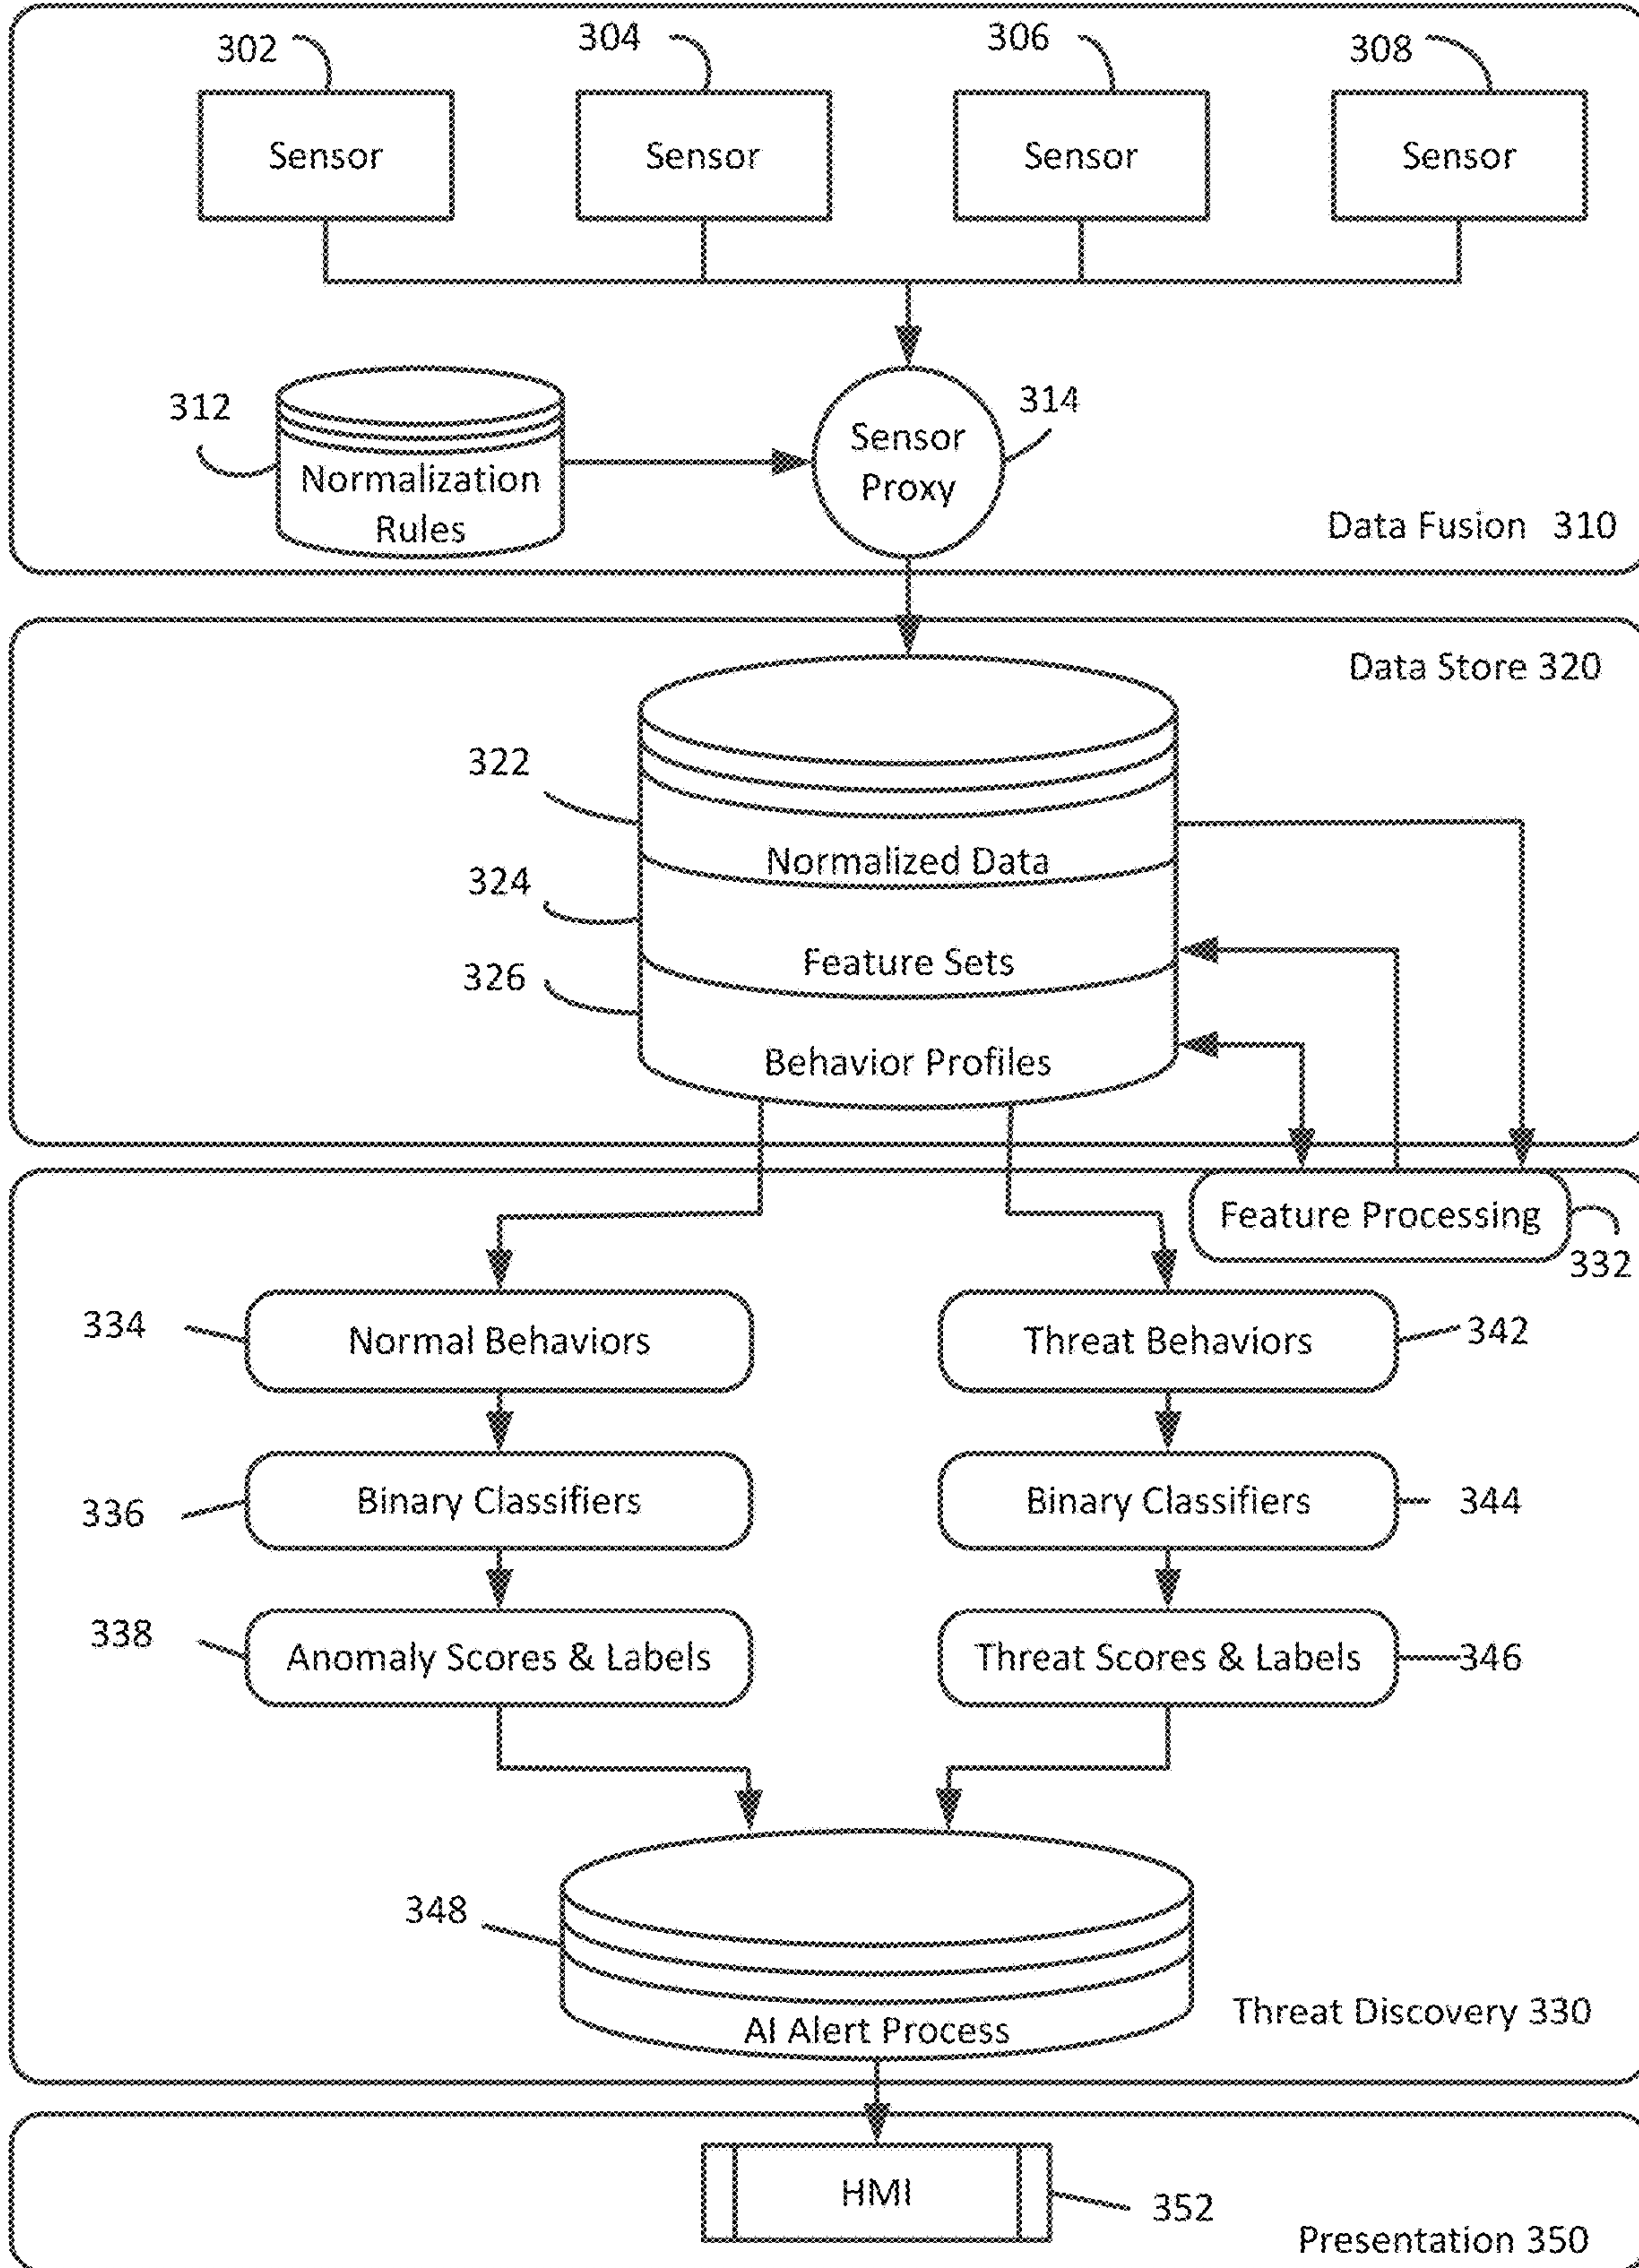 302
304
306
308
Sensor
Sensor
Sensor
Sensor
312
Normalization
Rules
314
Sensor
Proxy
Data Fusion 310
Data Store 320
322
Normalized Data
324
Feature Sets
326
Behavior Profiles
Feature Processing
332
334
Normal Behaviors
Threat Behaviors
342
336
Binary Classifiers
Binary Classifiers
344
338
Anomaly Scores & Labels
Threat Scores & Labels
346
348
AI Alert Process
Threat Discovery 330
HMI
352
Presentation 350